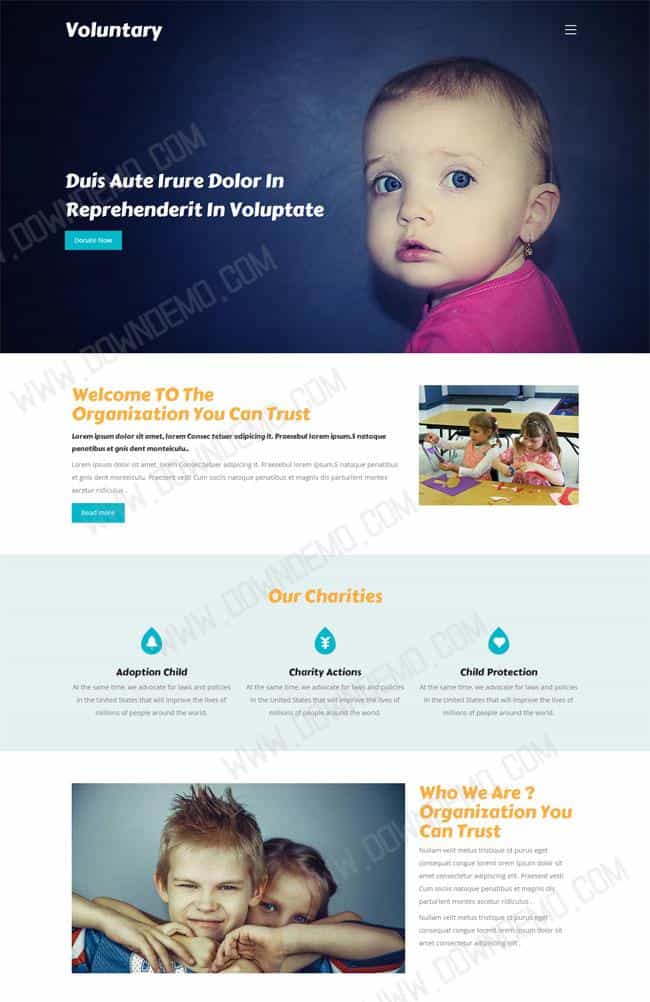 Voluntary
Duis Aute Irure Dolor In
Reprehenderit In Voluptate
Donate Now
Welcome TO The
Organization You Can Trust
Lorem ipsum dolor sit amet, lorem Consec tetuer adipicing it. Praesebul lorem ipsum.S natoque
penatibus et gnis dent monteiculu..
Lorem ipsum dolor sit amet, lorem Consectetuer adipicing it. Praesebul lorem ipsum.S natoque penatibus
et gnis dent monteiculu. Praesent vesti Cum sociis natoque penatibus et magnis dis parturient montes
ascetur ridiculus .
Read more
Our Charities
Adoption Child
At the same time, we advocate for laws and policies
in the United States that will improve the lives of
millions of people around the world.
Charity Actions
At the same time, we advocate for laws and policies
in the United States that will improve the lives of
millions of people around the world.
Child Protection
At the same time, we advocate for laws and policies
in the United States that will improve the lives of
millions of people around the world.
Who We Are ?
Organization You
Can Trust
Nullam velit metus tristique id purus eget
consequat congue lorem lorem ipsum dolor sit
amet consectetur adipiscing elit. Praesent vesti
Cum sociis natoque penatibus et magnis dis
parturient montes ascetur ridiculus .
Nullam velit metus tristique id purus eget
consequat congue lorem lorem ipsum dolor sit
amet consectetur adipiscing elit .
WWW.DOWNDEMO.COM
WWW.DOWNDEMO.COM
WWW.DOWNDEMO.COM
WWW.DOWNDEMO.COM
WWW.DOWNDEMO.COM
WWW.DOWNDEMO.COM